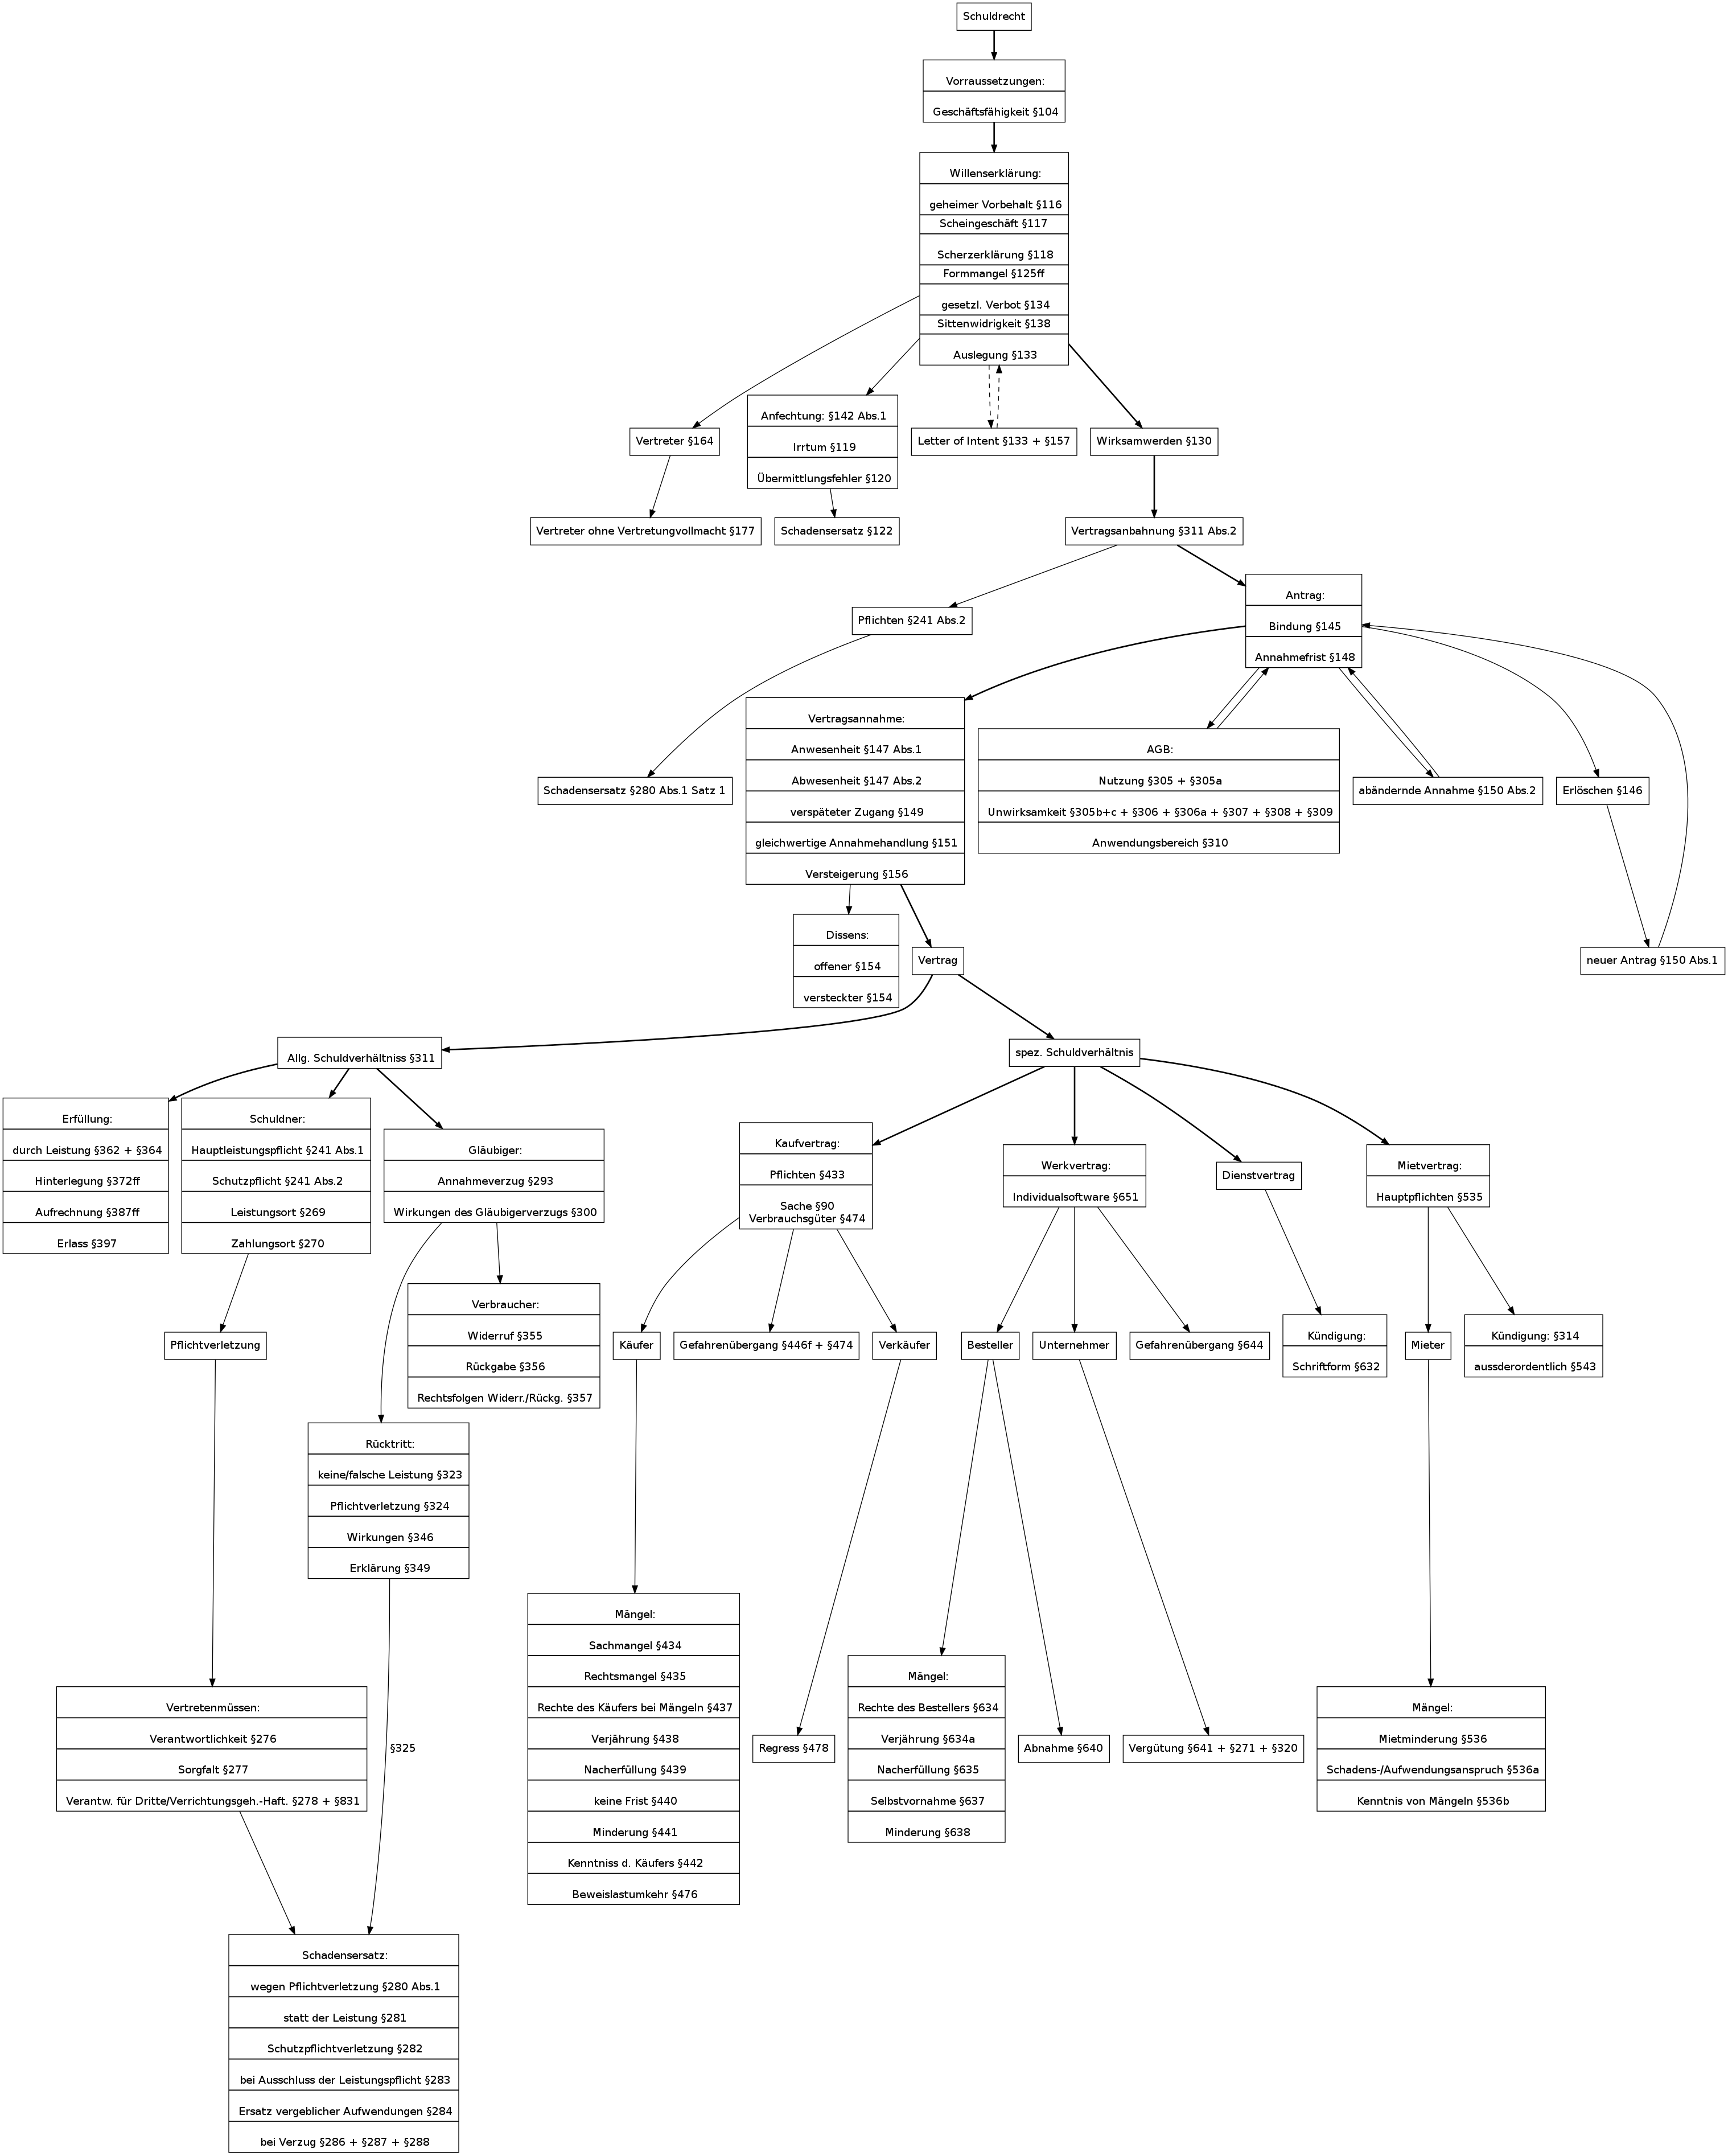 Schuldrecht
Vorraussetzungen:
Geschäftsfähigkeit §104
Willenserklärung:
geheimer Vorbehalt §116
Scheingeschäft §117
Scherzerklärung §118
Formmangel §125ff
gesetzl. Verbot §134
Sittenwidrigkeit §138
Auslegung §133
Vertreter §164
Anfechtung: §142 Abs.1
Irrtum §119
Übermittlungsfehler §120
Letter of Intent §133 + §157
Wirksamwerden §130
Vertreter ohne Vertretungvollmacht §177
Schadensersatz §122
Vertragsanbahnung §311 Abs.2
Pflichten §241 Abs.2
Antrag:
Bindung §145
Annahmefrist §148
Schadensersatz §280 Abs.1 Satz 1
Vertragsannahme:
Anwesenheit §147 Abs.1
Abwesenheit §147 Abs.2
verspäteter Zugang §149
gleichwertige Annahmehandlung §151
Versteigerung §156
AGB:
Nutzung §305 + §305a
Unwirksamkeit §305b+c + §306 + §306a + §307 + §308 + §309
Anwendungsbereich §310
abändernde Annahme §150 Abs.2
Erlöschen §146
Dissens:
offener §154
versteckter §154
Vertrag
neuer Antrag §150 Abs.1
Allg. Schuldverhältniss §311
spez. Schuldverhältnis
Erfüllung:
durch Leistung §362 + §364
Hinterlegung §372ff
Aufrechnung §387ff
Erlass §397
Schuldner:
Hauptleistungspflicht §241 Abs.1
Schutzpflicht §241 Abs.2
Leistungsort §269
Zahlungsort §270
Gläubiger:
Annahmeverzug §293
Wirkungen des Gläubigerverzugs §300
Kaufvertrag:
Pflichten §433
Sache §90
Verbrauchsgüter §474
Werkvertrag:
Individualsoftware §651
Dienstvertrag
Mietvertrag:
Hauptpflichten §535
Pflichtverletzung
Verbraucher:
Widerruf §355
Rückgabe §356
Rechtsfolgen Widerr./Rückg. §357
Käufer
Gefahrenübergang §446f + §474
Verkäufer
Besteller
Unternehmer
Gefahrenübergang §644
Kündigung:
Schriftform §632
Mieter
Kündigung: §314
aussderordentlich §543
Rücktritt:
keine/falsche Leistung §323
Pflichtverletzung §324
Wirkungen §346
Erklärung §349
Vertretenmüssen:
Verantwortlichkeit §276
Sorgfalt §277
Verantw. für Dritte/Verrichtungsgeh.-Haft. §278 + §831
§325
Mängel:
Sachmangel §434
Rechtsmangel §435
Rechte des Käufers bei Mängeln §437
Verjährung §438
Nacherfüllung §439
keine Frist §440
Minderung §441
Kenntniss d. Käufers §442
Beweislastumkehr §476
Regress §478
Mängel:
Rechte des Bestellers §634
Verjährung §634a
Nacherfüllung §635
Selbstvornahme §637
Minderung §638
Abnahme §640
Vergütung §641 + §271 + §320
Mängel:
Mietminderung §536
Schadens-/Aufwendungsanspruch §536a
Kenntnis von Mängeln §536b
Schadensersatz:
wegen Pflichtverletzung §280 Abs.1
statt der Leistung §281
Schutzpflichtverletzung §282
bei Ausschluss der Leistungspflicht §283
Ersatz vergeblicher Aufwendungen §284
bei Verzug §286 + §287 + §288